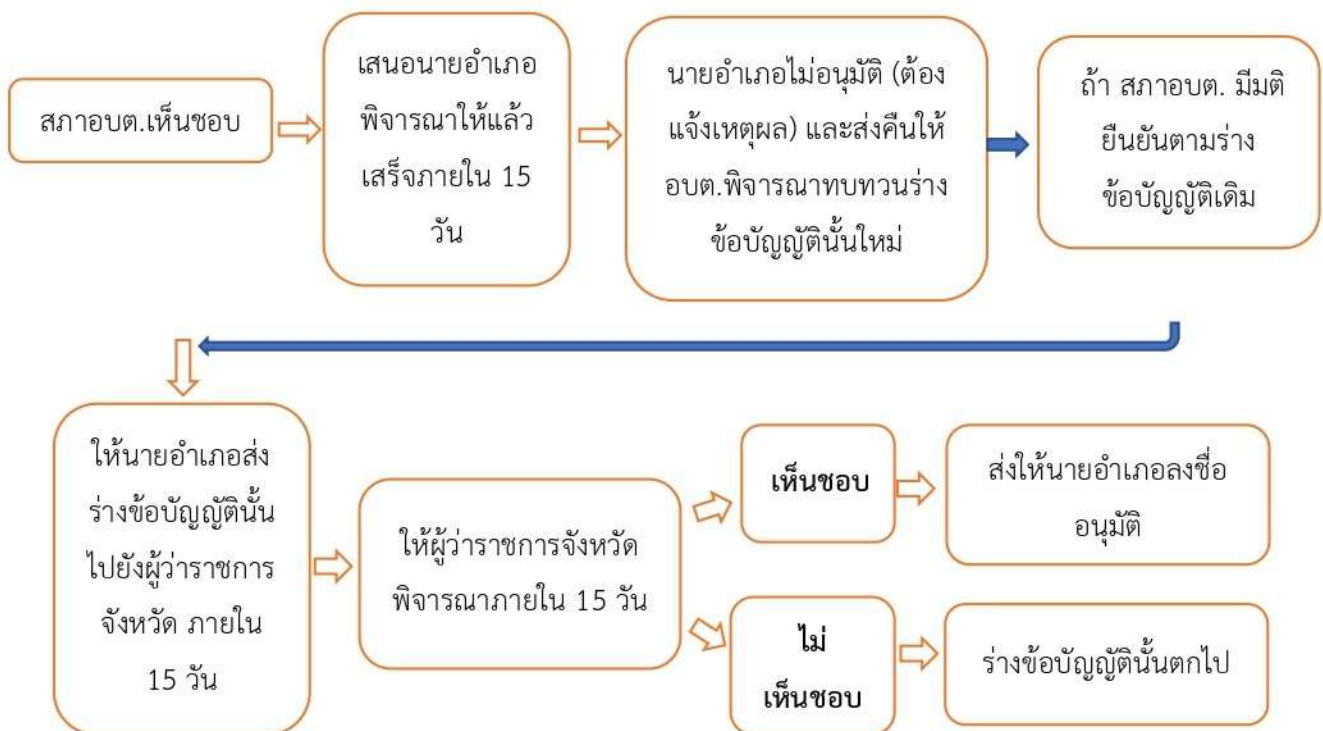 สภาอบต.เห็นชอบ
เสนอนายอำเภอ
พิจารณาให้แล้ว
เสร็จภายใน 15
วัน
นายอำเภอไม่อนุมัติ (ต้อง
แจ้งเหตุผล) และส่งคืนให้
อบต.พิจารณาทบทวนร่าง
ข้อบัญญัตินั้นใหม่
ถ้า สภาอบต. มีมติ
ยืนยันตามร่าง
ข้อบัญญัติเดิม
ให้นายอำเภอส่ง
ร่างข้อบัญญัตินั้น
ไปยังผู้ว่าราชการ
จังหวัด ภายใน
15 วัน
ให้ผู้ว่าราชการจังหวัด
พิจารณาภายใน 15 วัน
เห็นชอบ
ส่งให้นายอำเภอลงชื่อ
อนุมัติ
ไม่
เห็นชอบ
ร่างข้อบัญญัตินั้นตกไป